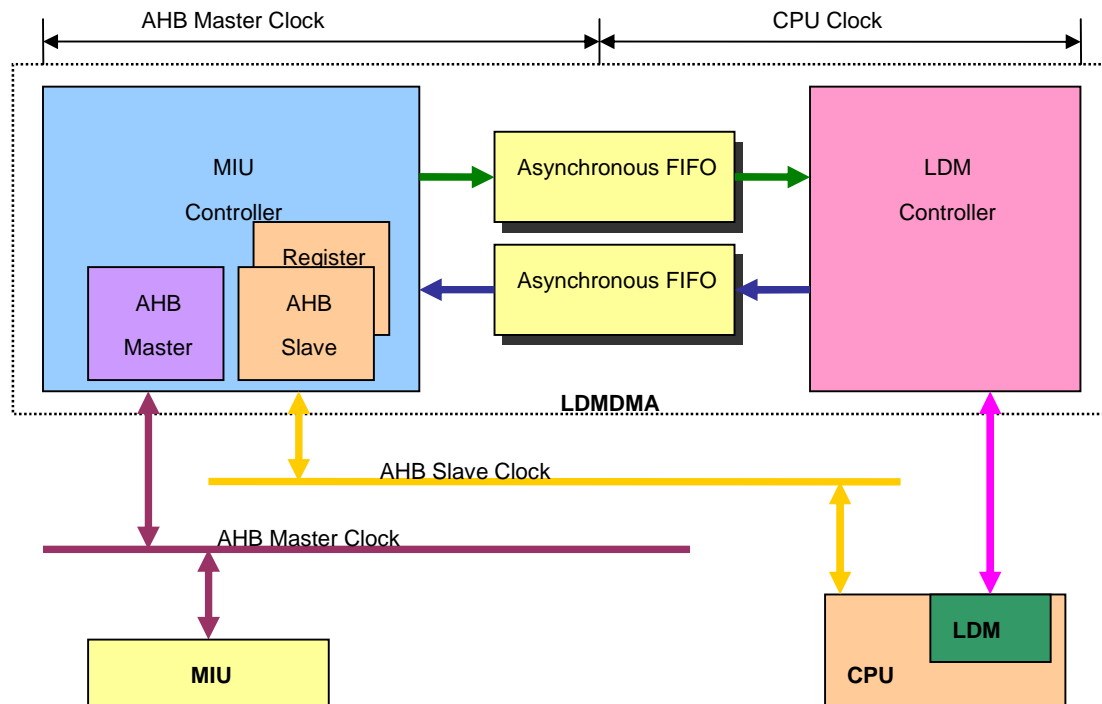 AHB Master Clock
CPU Clock
MIU
Controller
Register
AHB
Master
AHB
Slave
Asynchronous FIFO
Asynchronous FIFO
LDM
Controller
LDMDMA
AHB Slave Clock
AHB Master Clock
MIU
LDM
CPU